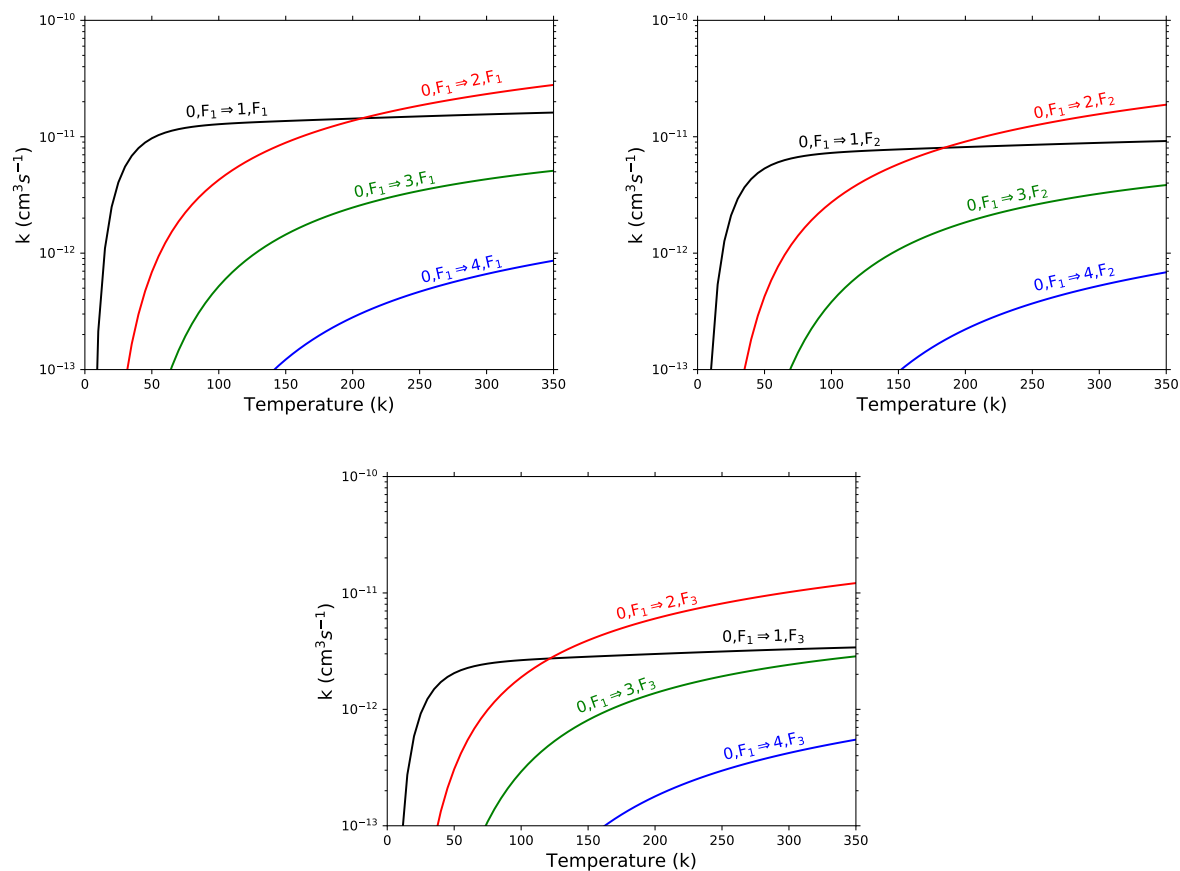 k (cm³s⁻¹)
10⁻¹⁰
10⁻¹¹
10⁻¹²
10⁻¹³
0,F₁⇒1,F₁
0,F₁⇒2,F₁
0,F₁⇒3,F₁
0,F₁⇒4,F₁
0 50 100 150 200 250 300 350
Temperature (k)
k (cm³s⁻¹)
10⁻¹⁰
10⁻¹¹
10⁻¹²
10⁻¹³
0,F₁⇒1,F₂
0,F₁⇒2,F₂
0,F₁⇒3,F₂
0,F₁⇒4,F₂
0 50 100 150 200 250 300 350
Temperature (k)
k (cm³s⁻¹)
10⁻¹⁰
10⁻¹¹
10⁻¹²
10⁻¹³
0,F₁⇒2,F₃
0,F₁⇒1,F₃
0,F₁⇒3,F₃
0,F₁⇒4,F₃
0 50 100 150 200 250 300 350
Temperature (k)